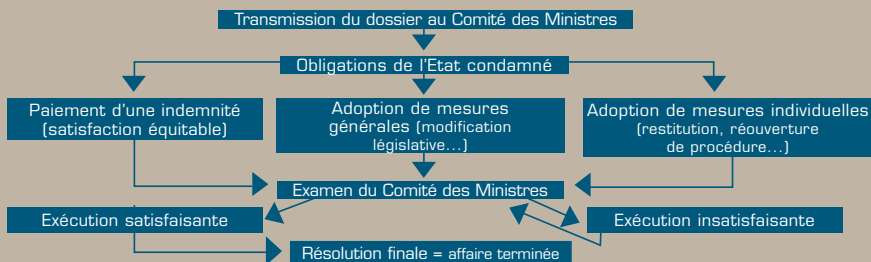 Transmission du dossier au Comité des Ministres
Obligations de l'Etat condamné
Paiement d'une indemnité
(satisfaction équitable)
Adoption de mesures
générales (modification
législative...)
Adoption de mesures individuelles
(restitution, réouverture
de procédure...)
Examen du Comité des Ministres
Exécution satisfaisante
Exécution insatisfaisante
Résolution finale = affaire terminée